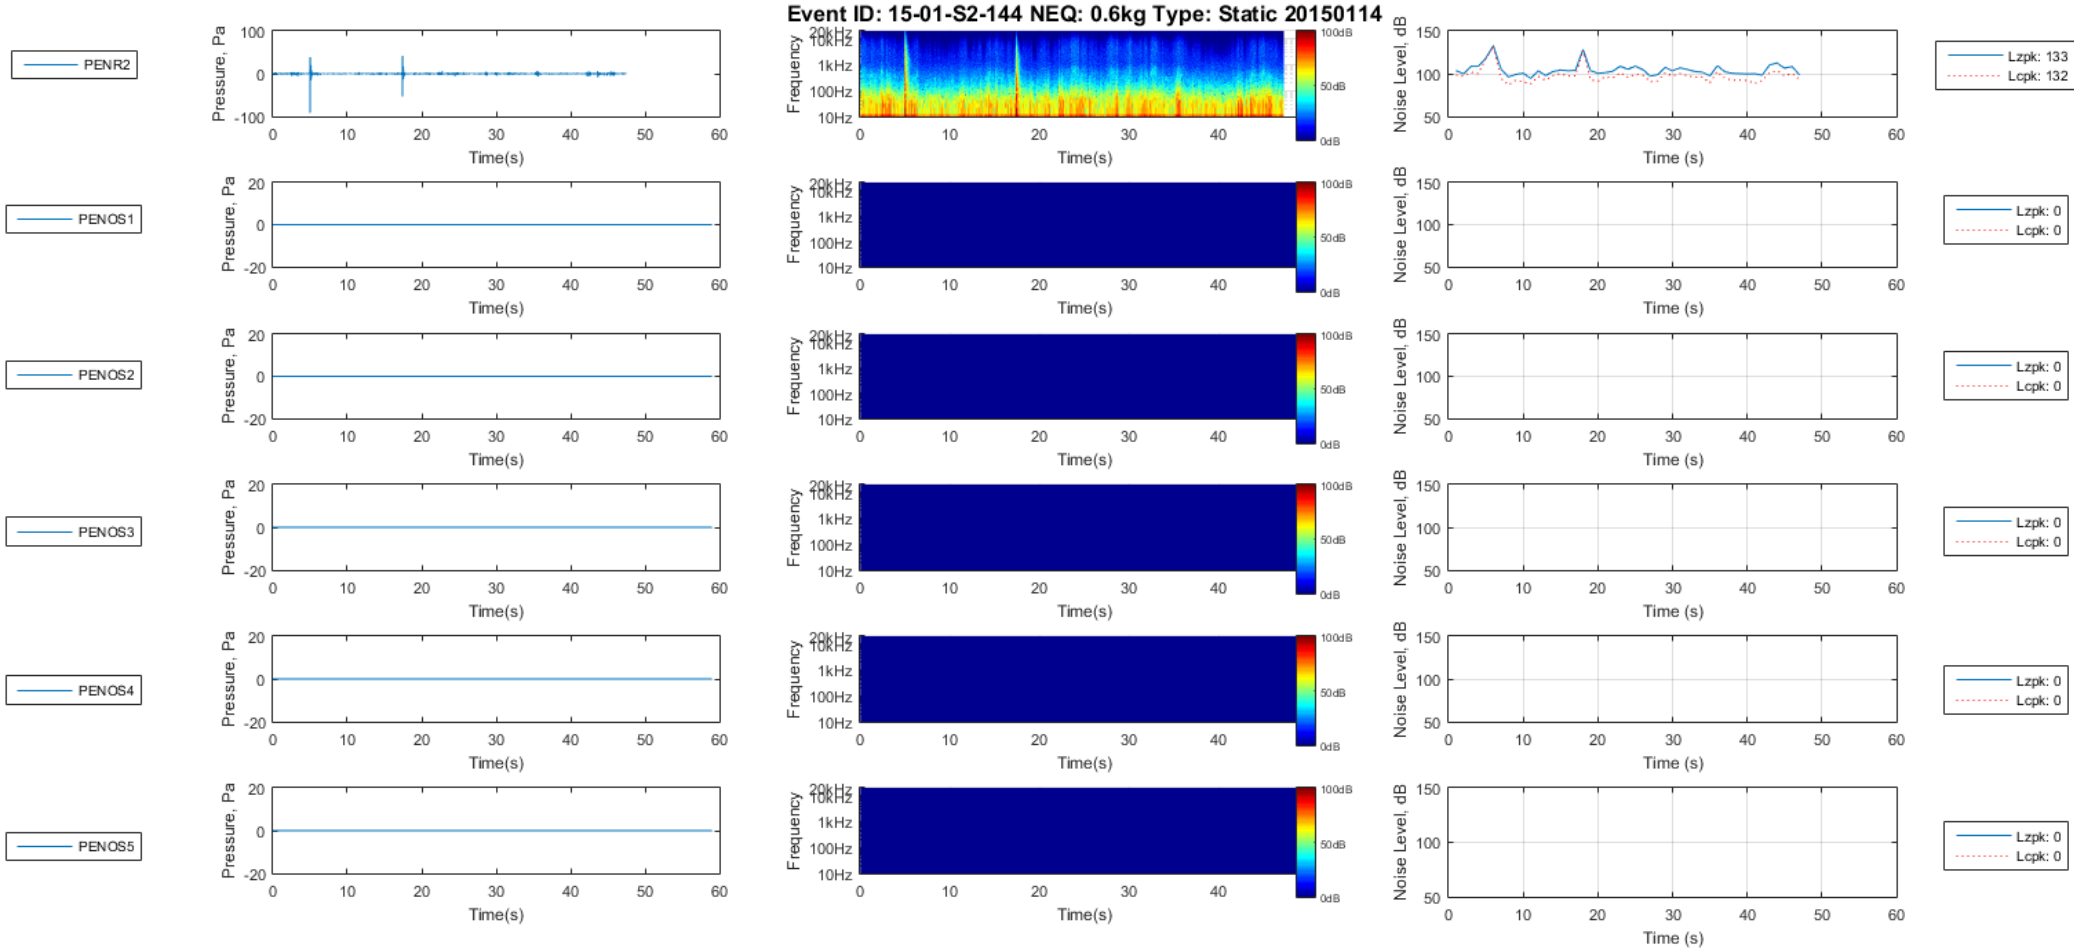 Event ID: 15-01-S2-144 NEQ: 0.6kg Type: Static 20150114
PENR2
Pressure, Pa
100
0
-100
0 10 20 30 40 50 60
Time(s)
Frequency
20kHz
10kHz
1kHz
100Hz
10Hz
0 10 20 30 40
Time(s)
100dB
50dB
0dB
Noise Level, dB
150
100
50
0 10 20 30 40 50 60
Time (s)
Lzpk: 133
Lcpk: 132
PENOS1
Pressure, Pa
20
0
-20
0 10 20 30 40 50 60
Time(s)
Frequency
20kHz
10kHz
1kHz
100Hz
10Hz
0 10 20 30 40
Time(s)
100dB
50dB
0dB
Noise Level, dB
150
100
50
0 10 20 30 40 50 60
Time (s)
Lzpk: 0
Lcpk: 0
PENOS2
Pressure, Pa
20
0
-20
0 10 20 30 40 50 60
Time(s)
Frequency
20kHz
10kHz
1kHz
100Hz
10Hz
0 10 20 30 40
Time(s)
100dB
50dB
0dB
Noise Level, dB
150
100
50
0 10 20 30 40 50 60
Time (s)
Lzpk: 0
Lcpk: 0
PENOS3
Pressure, Pa
20
0
-20
0 10 20 30 40 50 60
Time(s)
Frequency
20kHz
10kHz
1kHz
100Hz
10Hz
0 10 20 30 40
Time(s)
100dB
50dB
0dB
Noise Level, dB
150
100
50
0 10 20 30 40 50 60
Time (s)
Lzpk: 0
Lcpk: 0
PENOS4
Pressure, Pa
20
0
-20
0 10 20 30 40 50 60
Time(s)
Frequency
20kHz
10kHz
1kHz
100Hz
10Hz
0 10 20 30 40
Time(s)
100dB
50dB
0dB
Noise Level, dB
150
100
50
0 10 20 30 40 50 60
Time (s)
Lzpk: 0
Lcpk: 0
PENOS5
Pressure, Pa
20
0
-20
0 10 20 30 40 50 60
Time(s)
Frequency
20kHz
10kHz
1kHz
100Hz
10Hz
0 10 20 30 40
Time(s)
100dB
50dB
0dB
Noise Level, dB
150
100
50
0 10 20 30 40 50 60
Time (s)
Lzpk: 0
Lcpk: 0